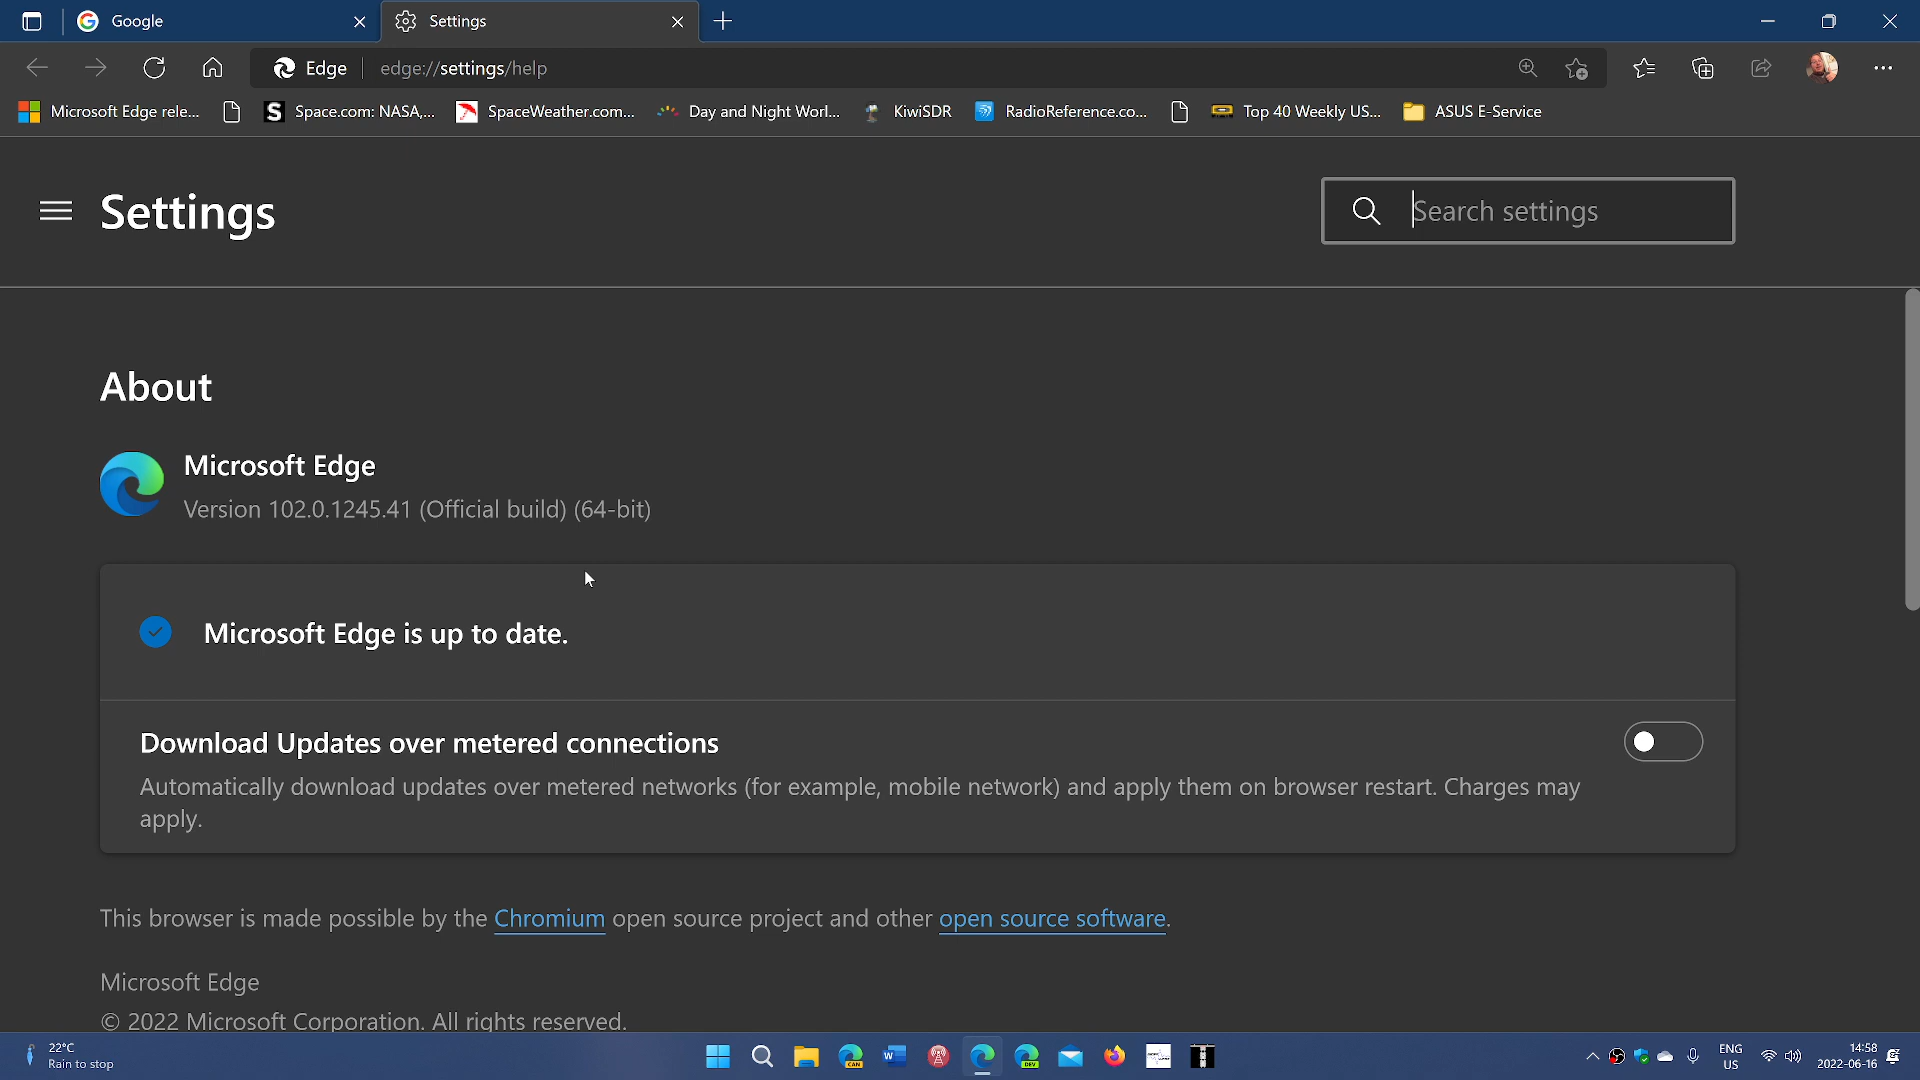 Google
Settings
Edge
edge://settings/help
Microsoft Edge rele...
Space.com: NASA,...
SpaceWeather.com...
Day and Night Worl...
KiwiSDR
RadioReference.co...
Top 40 Weekly US...
ASUS E-Service
Settings
Search settings
About
Microsoft Edge
Version 102.0.1245.41 (Official build) (64-bit)
Microsoft Edge is up to date.
Download Updates over metered connections
Automatically download updates over metered networks (for example, mobile network) and apply them on browser restart. Charges may
apply.
This browser is made possible by the Chromium open source project and other open source software.
Microsoft Edge
© 2022 Microsoft Corporation. All rights reserved.
22°C
Rain to stop
CAN
W
DEV
ENG
US
14:58
2022-06-16